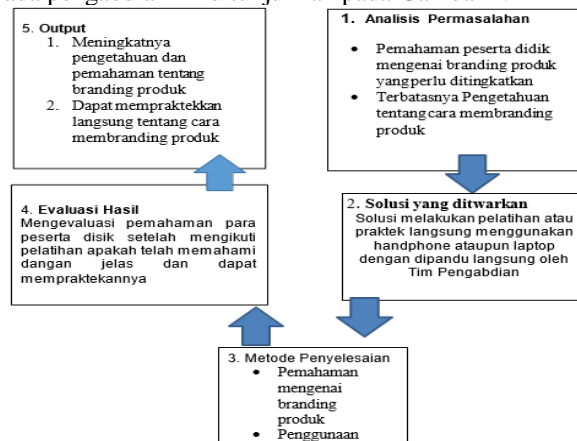 1. Analisis Permasalahan
• Pemahaman peserta didik
mengenai branding produk
yangperlu ditingkatkan
• Terbatasnya Pengetahuan
tentangcara membranding
produk
2. Solusi yang ditwarkan
Solusi melakukan pelatihan atau
praktek langsung menggunakan
handphone ataupun laptop
dengan dipandu langsung oleh
Tim Pengabdian
3. Metode Penyelesaian
• Pemahaman
mengenai
branding
produk
• Penggunaan
4. Evaluasi Hasil
Mengevaluasi pemahaman para
peserta disik setelah mengikuti
pelatihan apakah telah memahami
dangan jelas dan dapat
mempraktekannya
5. Output
1. Meningkatnya
pengetahuan dan
pemahaman tentang
branding produk
2. Dapat mempraktekkan
langsung tentang cara
membranding produk